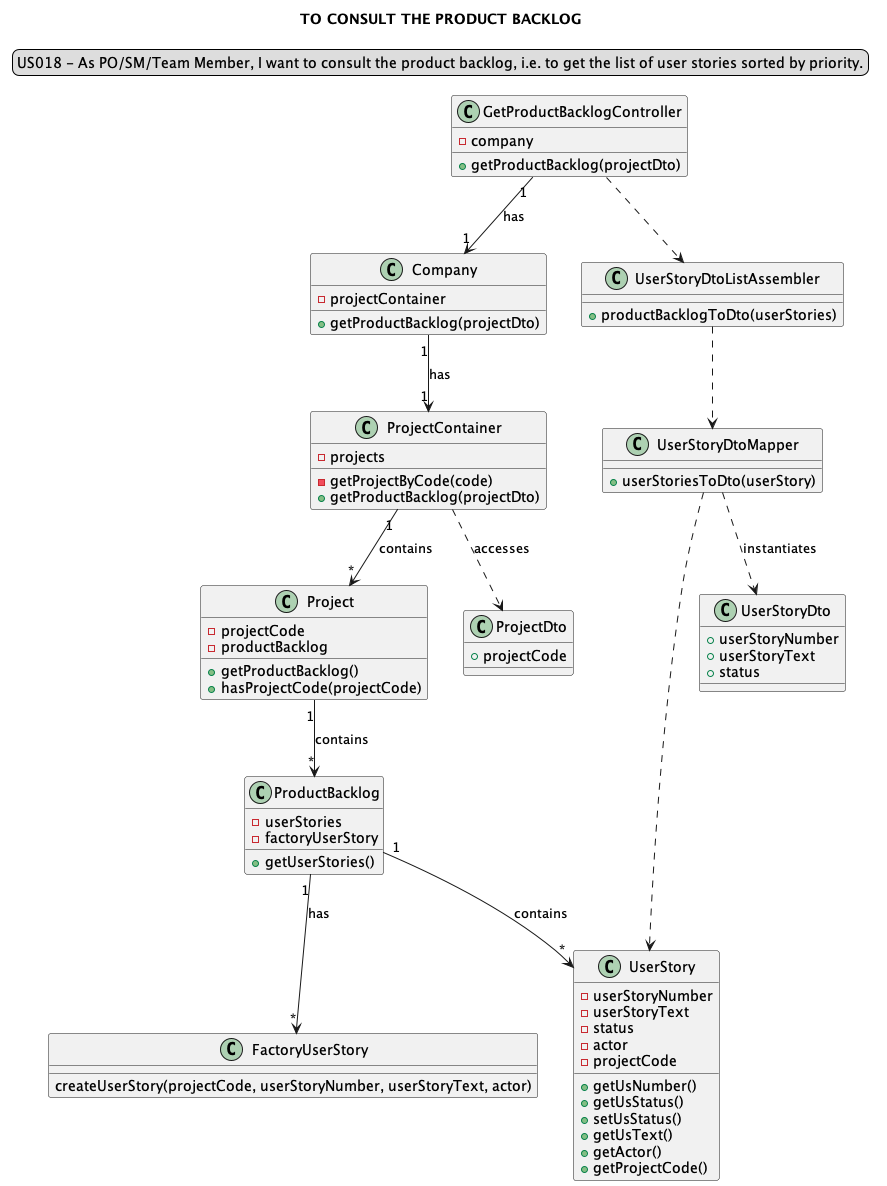 TO CONSULT THE PRODUCT BACKLOG
US018 - As PO/SM/Team Member, I want to consult the product backlog, i.e. to get the list of user stories sorted by priority.
C GetProductBacklogController
company
getProductBacklog(projectDto)
1
has
1
C Company
projectContainer
getProductBacklog(projectDto)
C UserStoryDtoListAssembler
productBacklogToDto(userStories)
1
has
1
C ProjectContainer
projects
getProjectByCode(code)
getProductBacklog(projectDto)
C UserStoryDtoMapper
userStoriesToDto(userStory)
1
contains
*
accesses
instantiates
C Project
projectCode
productBacklog
getProductBacklog()
hasProjectCode(projectCode)
C ProjectDto
projectCode
C UserStoryDto
userStoryNumber
userStoryText
status
1
contains
*
C ProductBacklog
userStories
factoryUserStory
getUserStories()
1
has
*
1
contains
*
C FactoryUserStory
createUserStory(projectCode, userStoryNumber, userStoryText, actor)
C UserStory
userStoryNumber
userStoryText
status
actor
projectCode
getUsNumber()
getUsStatus()
setUsStatus()
getUsText()
getActor()
getProjectCode()